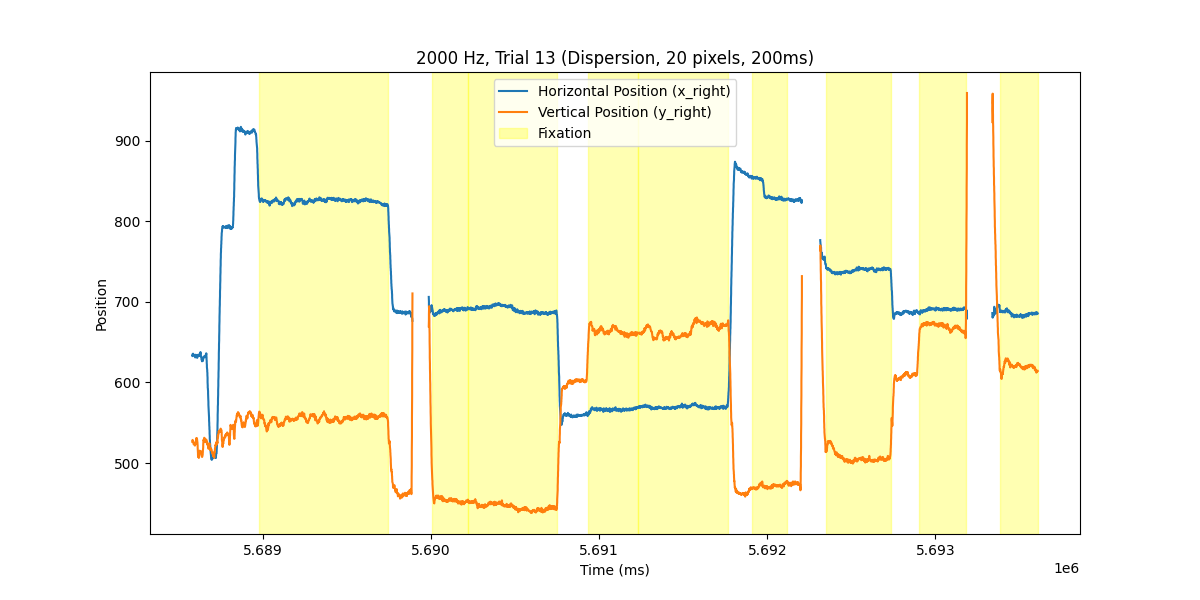 2000 Hz, Trial 13 (Dispersion, 20 pixels, 200ms)
Horizontal Position (x_right)
Vertical Position (y_right)
Fixation
Position
900
800
700
600
500
5.689 5.690 5.691 5.692 5.693
Time (ms)
1e6